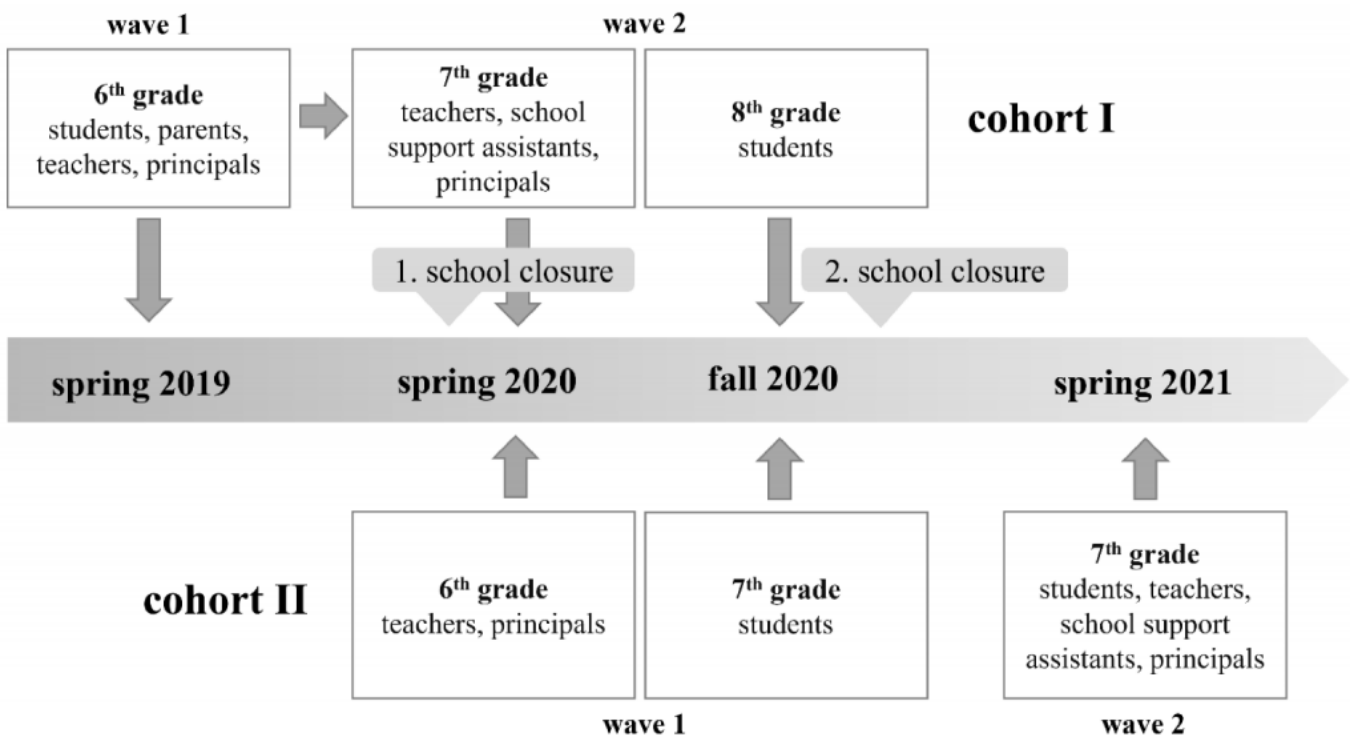 wave 1
wave 2
6th grade
students, parents,
teachers, principals
7th grade
teachers, school
support assistants,
principals
8th grade
students
cohort I
1. school closure
2. school closure
spring 2019
spring 2020
fall 2020
spring 2021
cohort II
6th grade
teachers, principals
7th grade
students
7th grade
students, teachers,
school support
assistants, principals
wave 1
wave 2